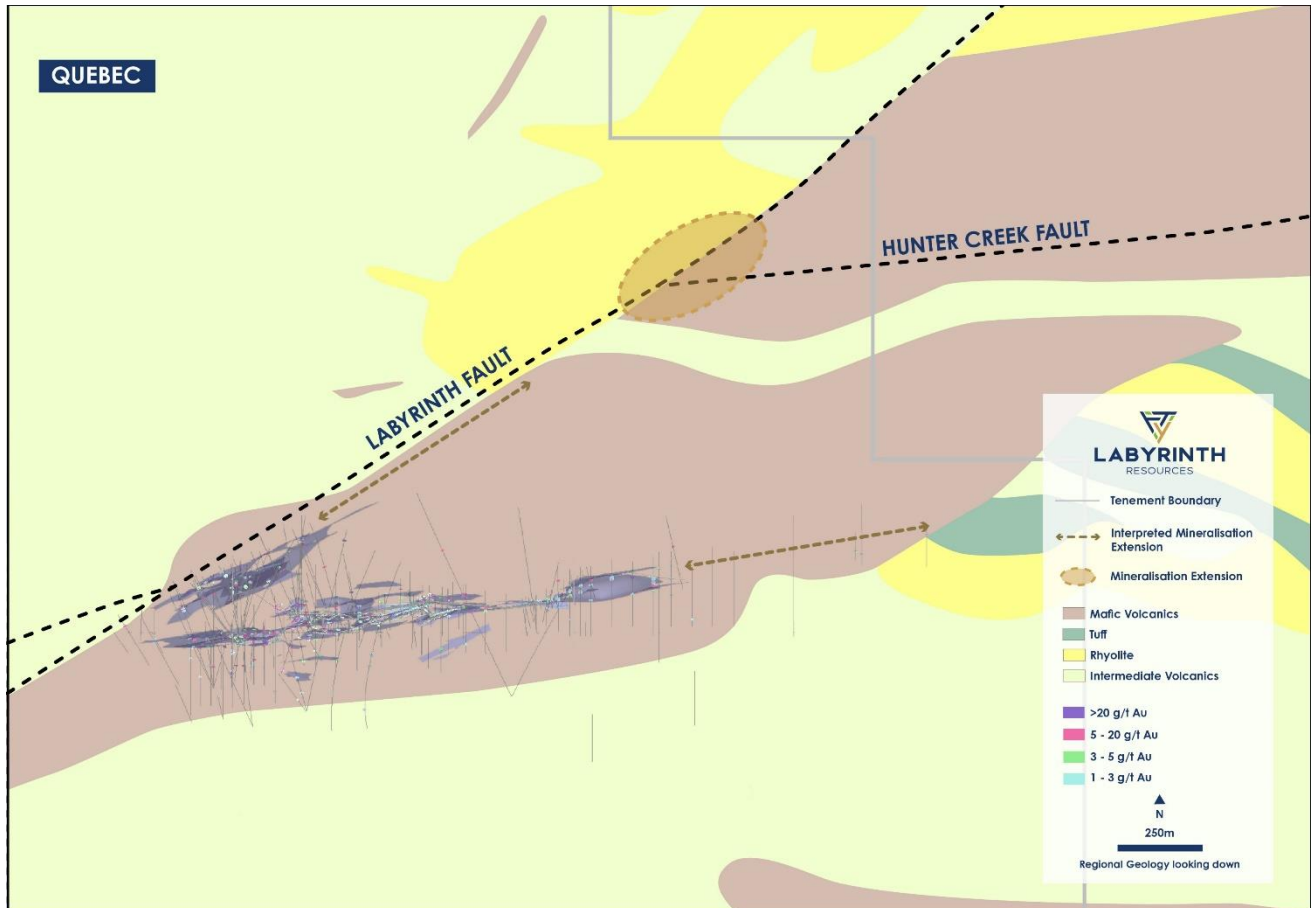 QUEBEC
HUNTER CREEK FAULT
LABYRINTH FAULT
LABYRINTH
RESOURCES
Tenement Boundary
Interpreted Mineralisation
Extension
Mineralisation Extension
Mafic Volcanics
Tuff
Rhyolite
Intermediate Volcanics
>20 g/t Au
5 - 20 g/t Au
3 - 5 g/t Au
1 - 3 g/t Au
N
250m
Regional Geology looking down